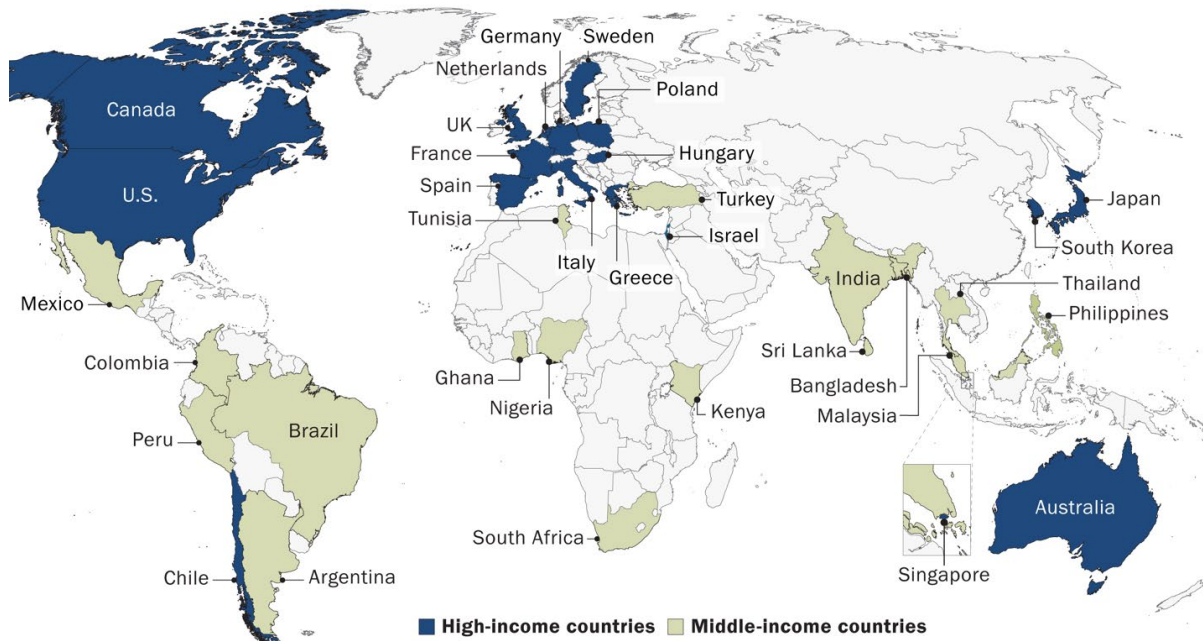 Germany
Sweden
Netherlands
Canada
Poland
UK
France
Hungary
U.S.
Spain
Turkey
Japan
Tunisia
Israel
South Korea
Italy
Greece
India
Thailand
Mexico
Philippines
Colombia
Sri Lanka
Ghana
Bangladesh
Nigeria
Kenya
Malaysia
Peru
Brazil
Australia
South Africa
Singapore
Chile
Argentina
High-income countries
Middle-income countries